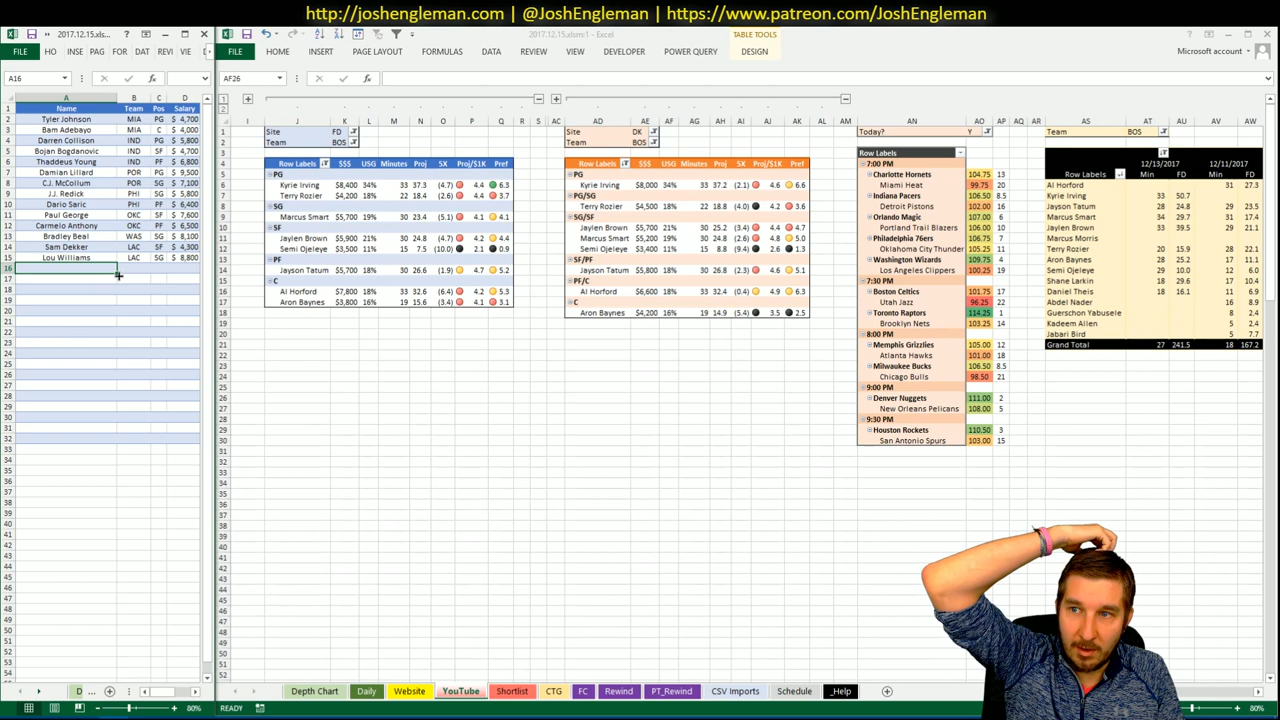 http://joshengleman.com | @JoshEngleman | https://www.patreon.com/JoshEngleman
2017.12.15.xls...
2017.12.15.xlsm:1 - Excel
TABLE TOOLS
FILE HO INSE PAG FOR DAT REVI VIE
FILE HOME INSERT PAGE LAYOUT FORMULAS DATA REVIEW VIEW DEVELOPER POWER QUERY DESIGN Microsoft account
A16
AF26
Name Team Pos Salary
Tyler Johnson MIA PG $ 4,700
Bam Adebayo MIA C $ 4,000
Darren Collison IND PG $ 5,800
Bojan Bogdanovic IND SF $ 4,700
Thaddeus Young IND PF $ 6,800
Damian Lillard POR PG $ 9,500
C.J. McCollum POR SG $ 7,100
J.J. Redick PHI SG $ 5,800
Dario Saric PHI PF $ 6,400
Paul George OKC SF $ 7,600
Carmelo Anthony OKC PF $ 6,500
Bradley Beal WAS SG $ 8,100
Sam Dekker LAC SF $ 4,300
Lou Williams LAC SG $ 8,800
Site FD
Team BOS
Row Labels $$$ USG Minutes Proj SX Proj/$1K Pref
PG
Kyrie Irving $8,400 34% 33 37.3 (4.7) 4.4 6.3
Terry Rozier $4,200 18% 22 18.4 (2.7) 4.4 3.6
SG
Marcus Smart $5,700 19% 30 23.4 (5.1) 4.1 4.1
SF
Jaylen Brown $5,900 21% 30 24.8 (4.7) 4.2 4.4
Semi Ojeleye $3,500 11% 15 7.5 (10.0) 2.1 0.9
PF
Jayson Tatum $5,700 18% 30 26.6 (1.9) 4.7 5.2
C
Al Horford $7,800 18% 33 32.6 (6.4) 4.2 5.3
Aron Baynes $3,800 16% 19 15.6 (3.4) 4.1 3.1
Site DK
Team BOS
Row Labels $$$ USG Minutes Proj SX Proj/$1K Pref
PG
Kyrie Irving $8,000 34% 33 37.2 (2.1) 4.6 6.6
PG/SG
Terry Rozier $4,500 18% 22 18.8 (4.0) 4.2 3.6
SG/SF
Jaylen Brown $5,700 21% 30 25.2 (3.4) 4.4 4.7
Marcus Smart $5,200 19% 30 24.8 (2.6) 4.8 5.0
Semi Ojeleye $3,400 11% 15 8.8 (9.4) 2.6 1.3
SF/PF
Jayson Tatum $5,800 18% 30 26.8 (2.3) 4.6 5.1
PF/C
Al Horford $6,600 18% 33 32.4 (0.4) 4.9 6.3
C
Aron Baynes $4,200 16% 19 14.9 (5.4) 3.5 2.5
Today? Y
Row Labels
7:00 PM
Charlotte Hornets 104.75 13
Miami Heat 99.75 20
Indiana Pacers 106.50 8.5
Detroit Pistons 102.00 16
Orlando Magic 107.00 6
Portland Trail Blazers 105.00 10
Philadelphia 76ers 106.75 7
Oklahoma City Thunder 105.25 11
Washington Wizards 109.75 4
Los Angeles Clippers 100.25 19
7:30 PM
Boston Celtics 101.75 17
Utah Jazz 96.25 22
Toronto Raptors 114.25 1
Brooklyn Nets 103.25 14
8:00 PM
Memphis Grizzlies 105.00 12
Atlanta Hawks 101.00 18
Milwaukee Bucks 106.50 8.5
Chicago Bulls 98.50 21
9:00 PM
Denver Nuggets 111.00 2
New Orleans Pelicans 108.00 5
9:30 PM
Houston Rockets 110.50 3
San Antonio Spurs 103.00 15
Team BOS
12/13/2017 12/11/2017
Row Labels Min FD Min FD
Al Horford 31 27.3
Kyrie Irving 33 50.7
Jayson Tatum 28 24.8 29 23.5
Marcus Smart 34 29.7 31 17.4
Jaylen Brown 33 39.5
Marcus Morris
Terry Rozier 20 15.9 28 22.1
Aron Baynes 28 25.2 17 11.1
Semi Ojeleye 29 10.0 23 6.0
Shane Larkin 18 29.6 17 10.4
Daniel Theis 18 16.1 23 11.6
Abdel Nader 16 8.9
Guerschon Yabusele 8 2.4
Kadeem Allen 5 2.4
Jabari Bird 5 7.7
Grand Total 27 241.5 18 167.2
D ...
Depth Chart Daily Website YouTube Shortlist CTG FC Rewind PT_Rewind CSV Imports Schedule _Help
80%
READY
80%